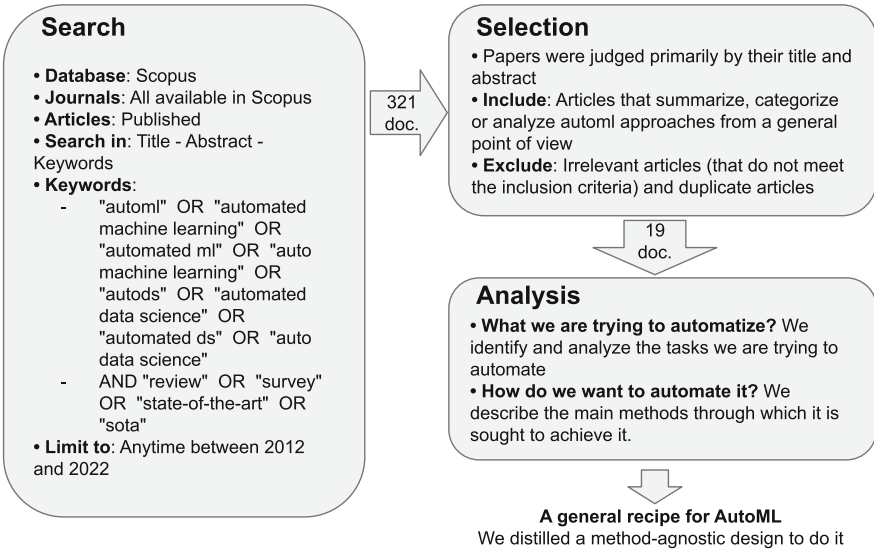 Search
• Database: Scopus
• Journals: All available in Scopus
• Articles: Published
• Search in: Title - Abstract -
Keywords
• Keywords:
- "automl" OR "automated
machine learning" OR
"automated ml" OR "auto
machine learning" OR
"autods" OR "automated
data science" OR
"automated ds" OR "auto
data science"
- AND "review" OR "survey"
OR "state-of-the-art" OR
"sota"
• Limit to: Anytime between 2012
and 2022
321
doc.
Selection
• Papers were judged primarily by their title and
abstract
• Include: Articles that summarize, categorize
or analyze automl approaches from a general
point of view
• Exclude: Irrelevant articles (that do not meet
the inclusion criteria) and duplicate articles
19
doc.
Analysis
• What we are trying to automatize? We
identify and analyze the tasks we are trying to
automate
• How do we want to automate it? We
describe the main methods through which it is
sought to achieve it.
A general recipe for AutoML
We distilled a method-agnostic design to do it